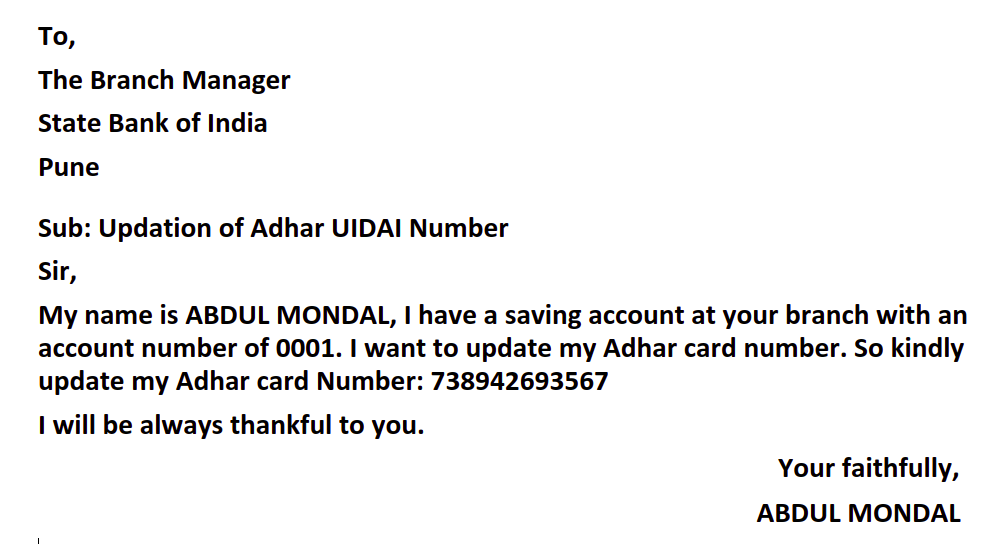 To,
The Branch Manager
State Bank of India
Pune
Sub: Updation of Adhar UIDAI Number
Sir,
My name is ABDUL MONDAL, I have a saving account at your branch with an
account number of 0001. I want to update my Adhar card number. So kindly
update my Adhar card Number: 738942693567
I will be always thankful to you.
Your faithfully,
ABDUL MONDAL